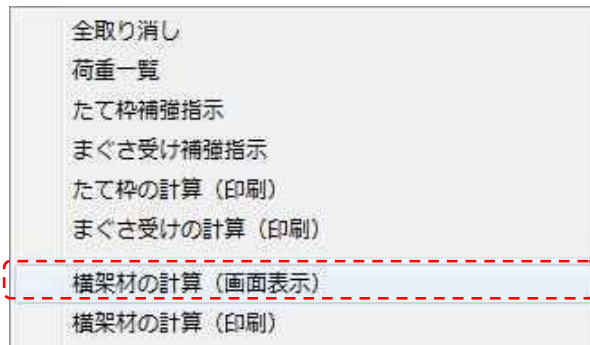 全取り消し
荷重一覧
たて枠補強指示
まぐさ受け補強指示
たて枠の計算（印刷）
まぐさ受けの計算（印刷）
横架材の計算（画面表示）
横架材の計算（印刷）